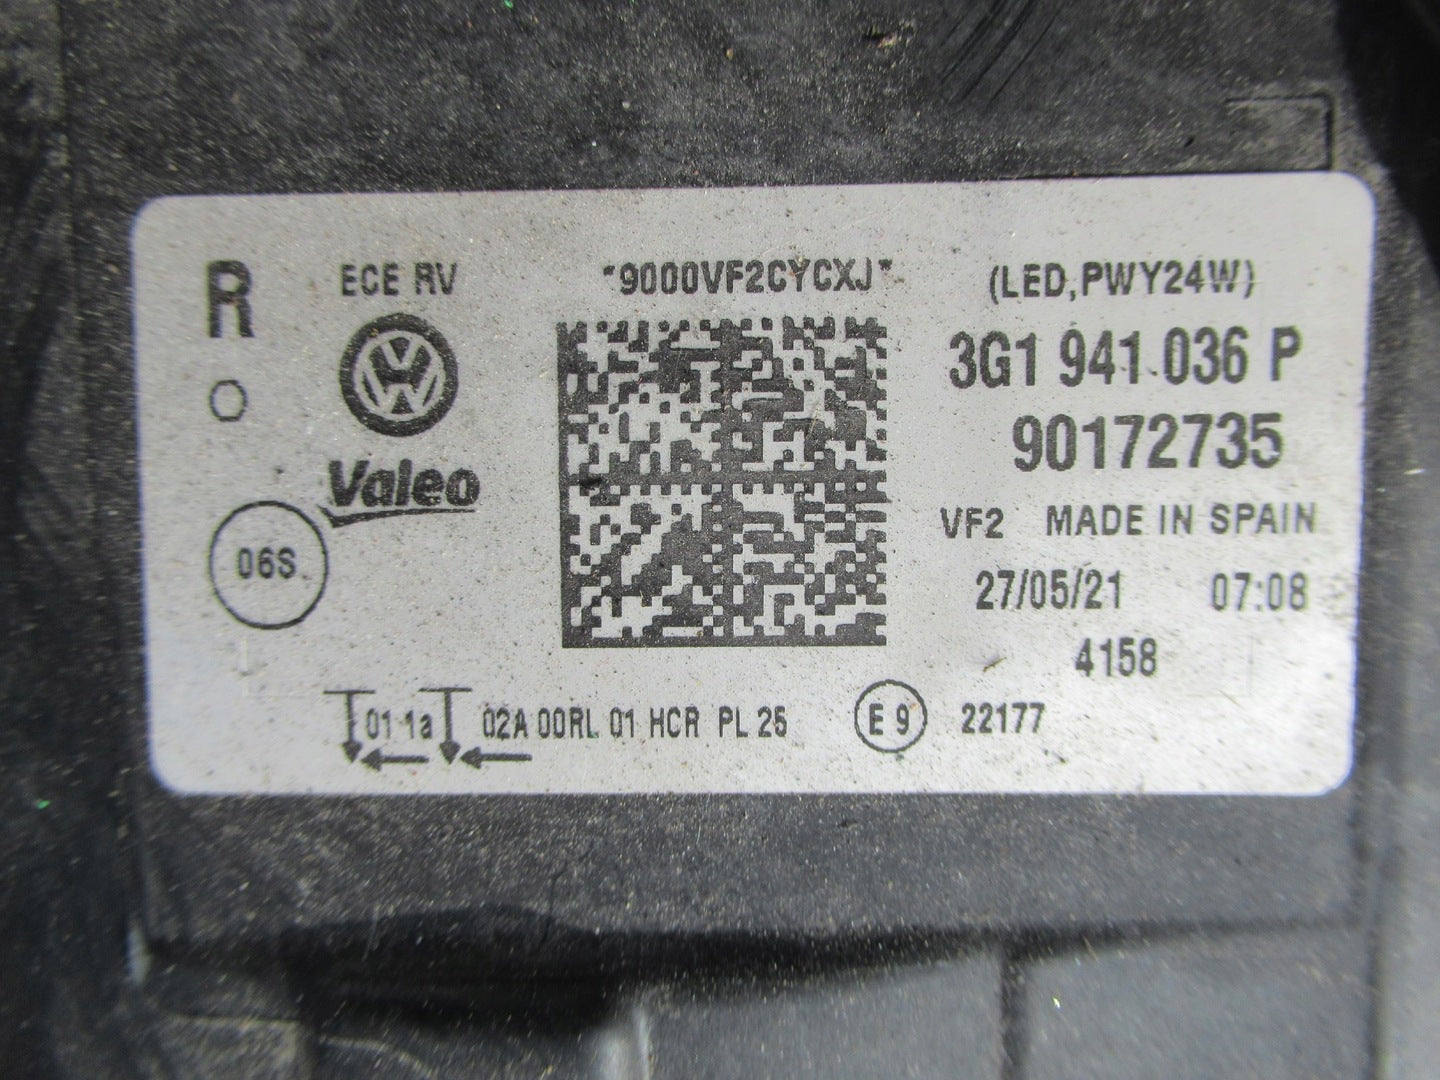 R ECE RV *9000VF2CYCXJ* (LED,PWY24W)
3G1 941 036 P
90172735
Valeo
VF2 MADE IN SPAIN
06S
27/05/21 07:08
4158
01 1a 02A 00RL 01 HCR PL 25 E 9 22177